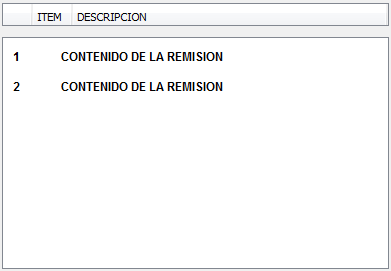 ITEM DESCRIPCION
1 CONTENIDO DE LA REMISION
2 CONTENIDO DE LA REMISION